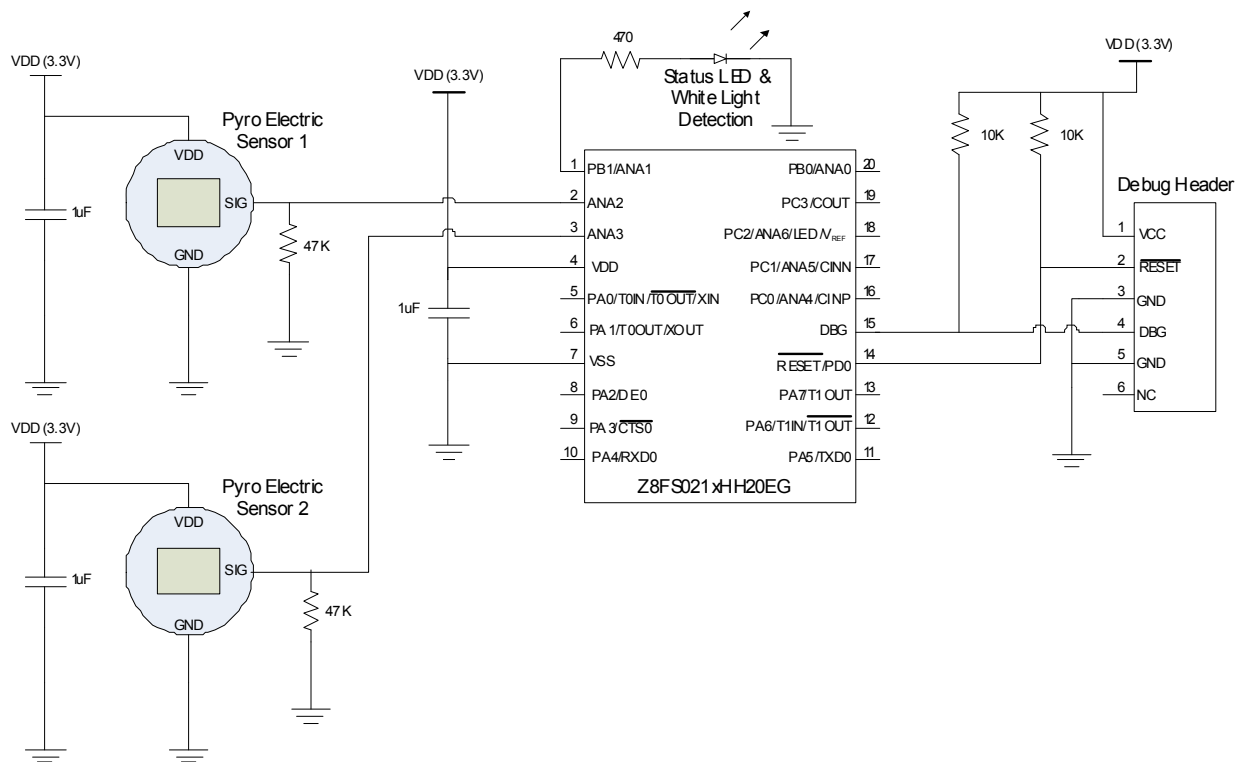 VDD (3.3V)
1uF
Pyro Electric
Sensor 1
VDD
SIG
GND
47K
VDD (3.3V)
1uF
470
Status LED &
White Light
Detection
1 PB1/ANA1
2 ANA2
3 ANA3
4 VDD
5 PA0/T0IN/T0OUT/XIN
6 PA1/T0OUT/XOUT
7 VSS
8 PA2/DE0
9 PA3/CTS0
10 PA4/RXD0
PB0/ANA0 20
PC3/COUT 19
PC2/ANA6/LED/VREF 18
PC1/ANA5/CINN 17
PC0/ANA4/CINP 16
DBG 15
RESET/PD0 14
PA7/T1OUT 13
PA6/T1IN/T1OUT 12
PA5/TXD0 11
Z8FS021xHH20EG
VDD (3.3V)
10K
10K
Debug Header
1 VCC
2 RESET
3 GND
4 DBG
5 GND
6 NC
VDD (3.3V)
1uF
Pyro Electric
Sensor 2
VDD
SIG
GND
47K